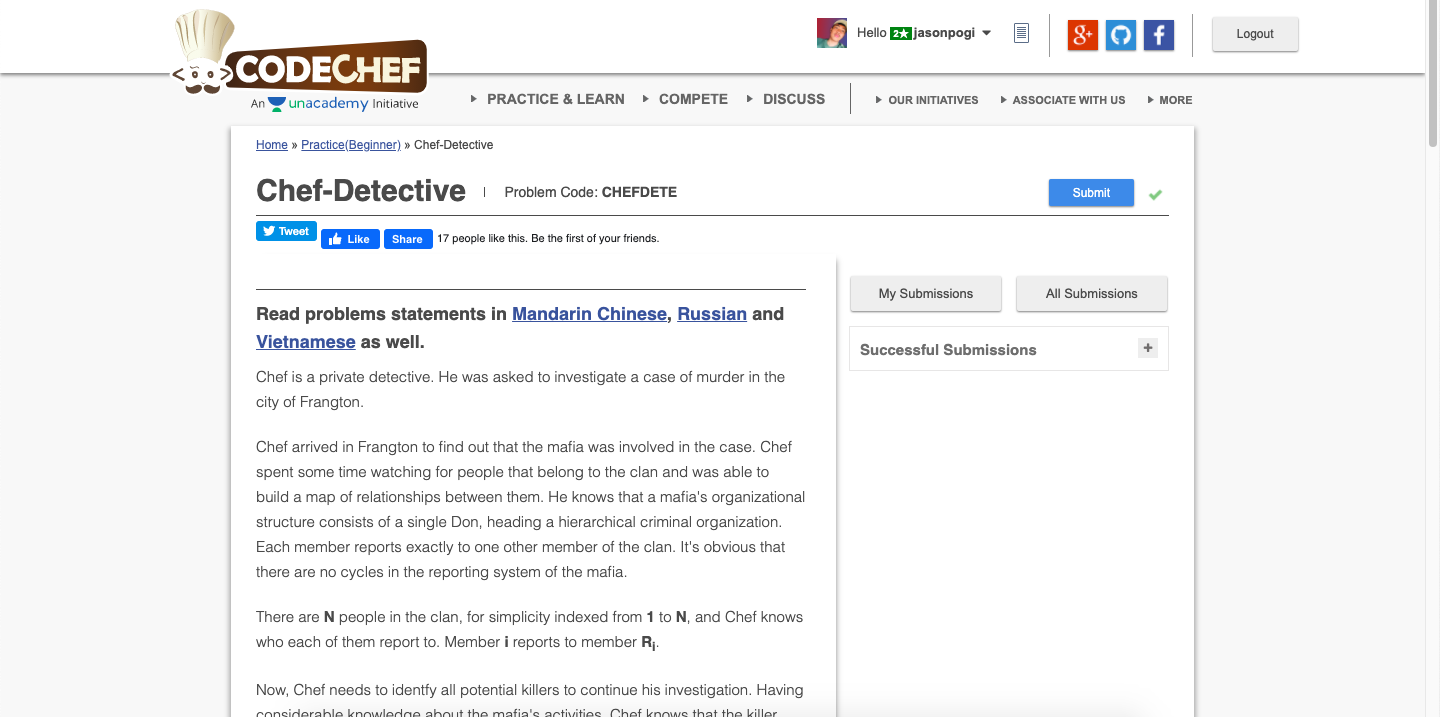 Hello 2★ jasonpogi
Logout
CODECHEF
An unacademy Initiative
PRACTICE & LEARN COMPETE DISCUSS OUR INITIATIVES ASSOCIATE WITH US MORE
Home » Practice(Beginner) » Chef-Detective
Chef-Detective | Problem Code: CHEFDETE
Submit
Tweet Like Share 17 people like this. Be the first of your friends.
My Submissions All Submissions
Successful Submissions +
Read problems statements in Mandarin Chinese, Russian and
Vietnamese as well.
Chef is a private detective. He was asked to investigate a case of murder in the
city of Frangton.
Chef arrived in Frangton to find out that the mafia was involved in the case. Chef
spent some time watching for people that belong to the clan and was able to
build a map of relationships between them. He knows that a mafia's organizational
structure consists of a single Don, heading a hierarchical criminal organization.
Each member reports exactly to one other member of the clan. It's obvious that
there are no cycles in the reporting system of the mafia.
There are N people in the clan, for simplicity indexed from 1 to N, and Chef knows
who each of them report to. Member i reports to member Ri.
Now, Chef needs to identfy all potential killers to continue his investigation. Having
considerable knowledge about the mafia's activities, Chef knows that the killer